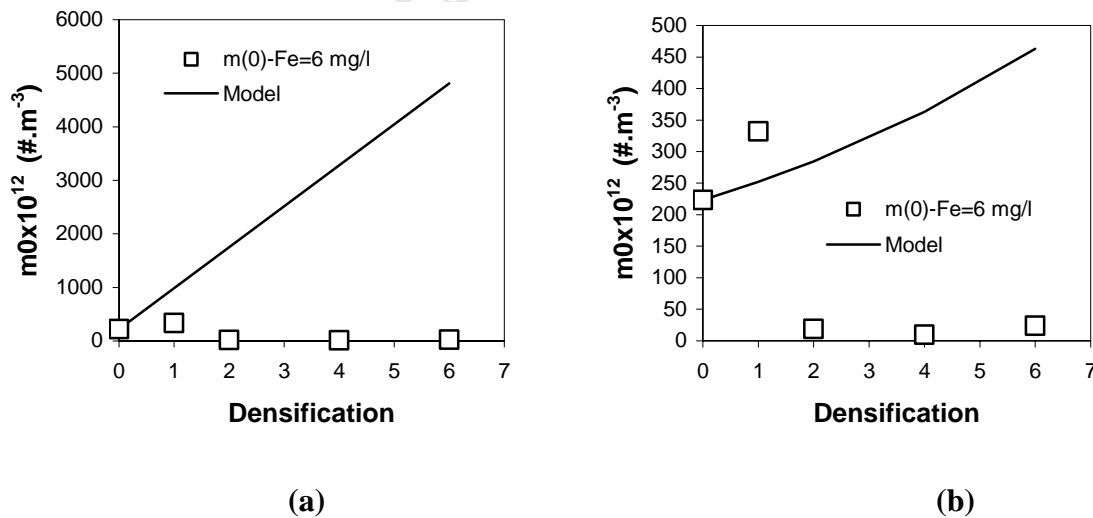 6000
5000
4000
3000
2000
1000
0
m0x10¹² (#.m⁻³)
m(0)-Fe=6 mg/l
Model
0 1 2 3 4 5 6 7
Densification
(a)
500
450
400
350
300
250
200
150
100
50
0
m0x10¹² (#.m⁻³)
m(0)-Fe=6 mg/l
Model
0 1 2 3 4 5 6 7
Densification
(b)